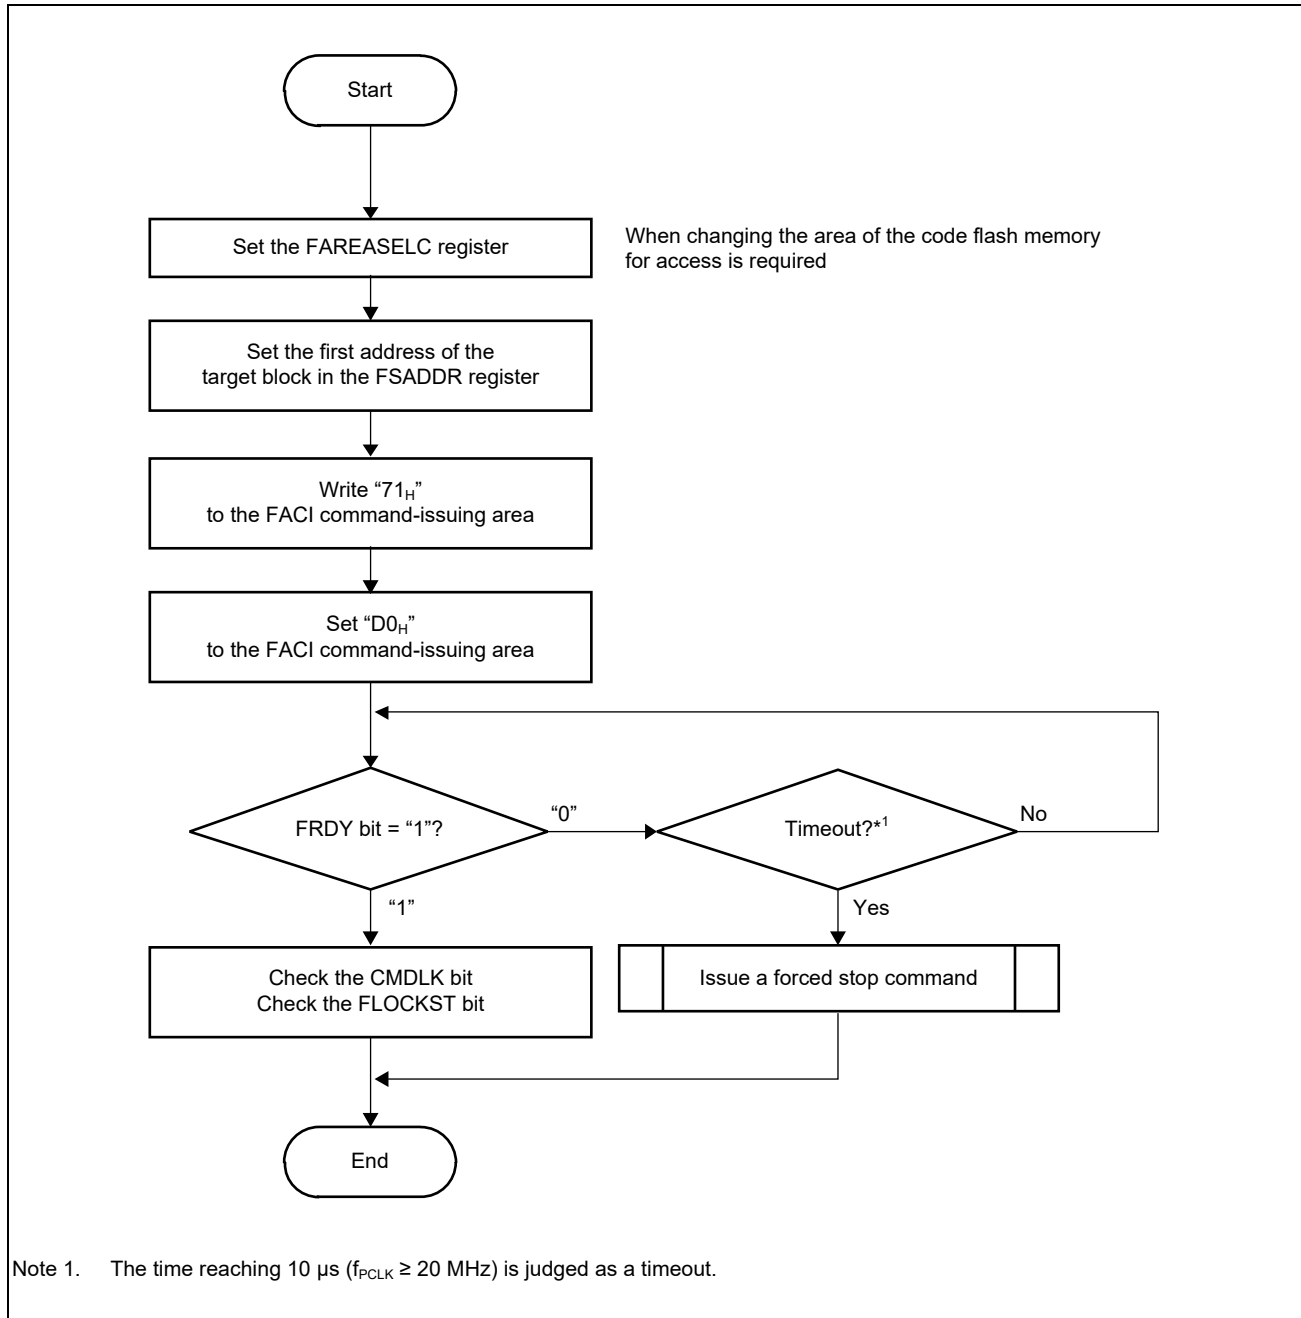 Start
Set the FAREASELC register
When changing the area of the code flash memory
for access is required
Set the first address of the
target block in the FSADDR register
Write “71H”
to the FACI command-issuing area
Set “D0H”
to the FACI command-issuing area
FRDY bit = “1”?
“0”
Timeout?*1
No
“1”
Yes
Check the CMDLK bit
Check the FLOCKST bit
Issue a forced stop command
End
Note 1. The time reaching 10 μs (fPCLK ≥ 20 MHz) is judged as a timeout.